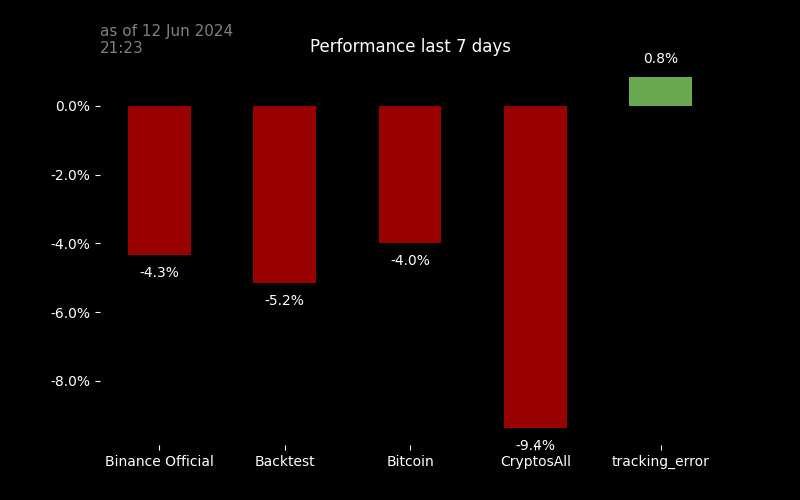 as of 12 Jun 2024
21:23
Performance last 7 days
0.8%
0.0%
-2.0%
-4.0%
-6.0%
-8.0%
-4.3%
-5.2%
-4.0%
-9.4%
Binance Official
Backtest
Bitcoin
CryptosAll
tracking_error